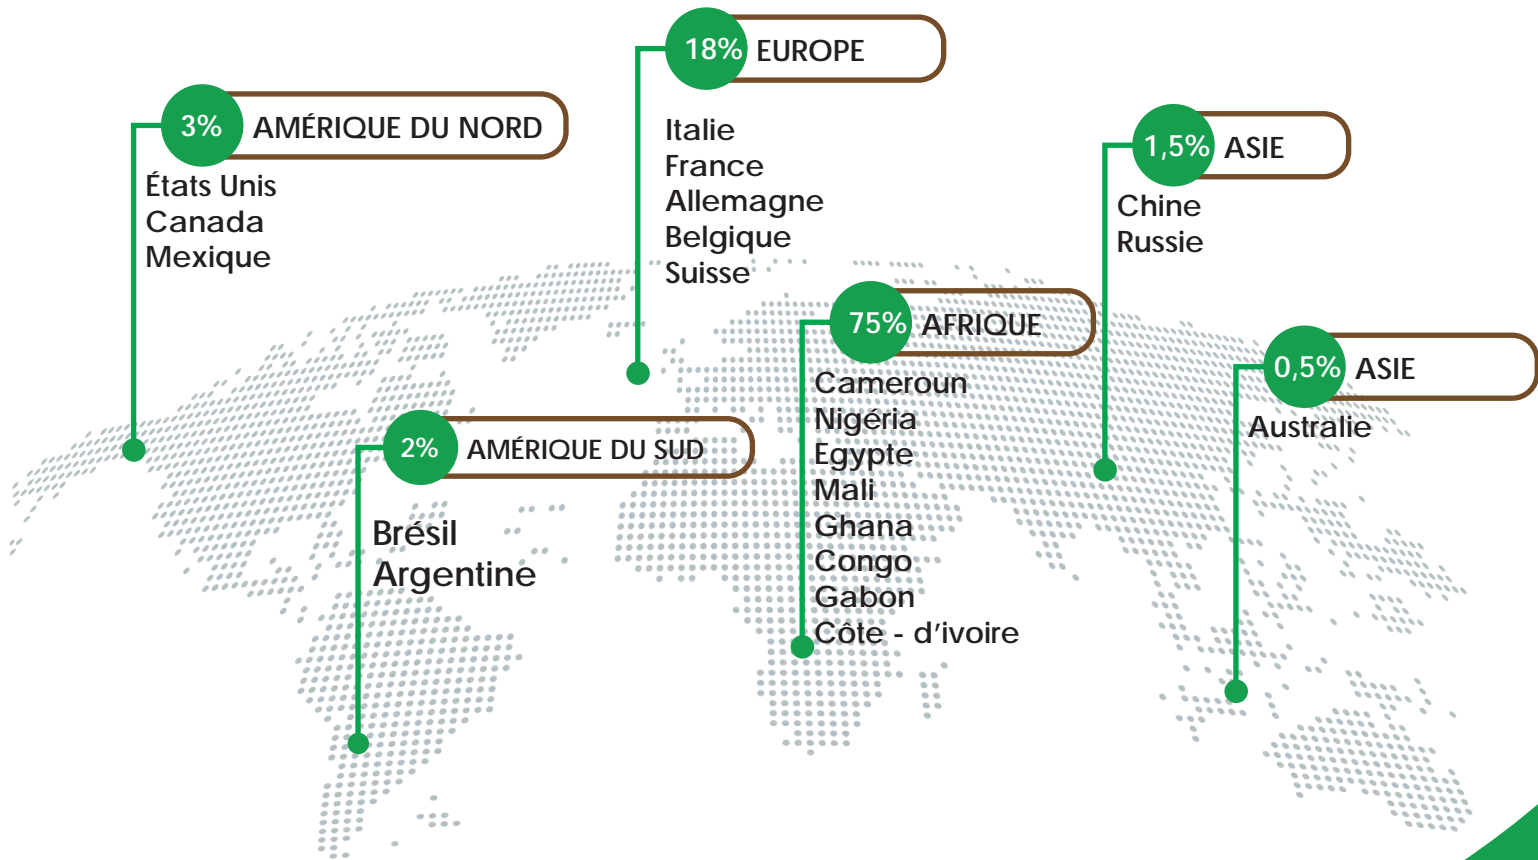 18% EUROPE
Italie
France
Allemagne
Belgique
Suisse
3% AMÉRIQUE DU NORD
États Unis
Canada
Mexique
1,5% ASIE
Chine
Russie
75% AFRIQUE
Cameroun
Nigéria
Egypte
Mali
Ghana
Congo
Gabon
Côte - d'ivoire
0,5% ASIE
Australie
2% AMÉRIQUE DU SUD
Brésil
Argentine